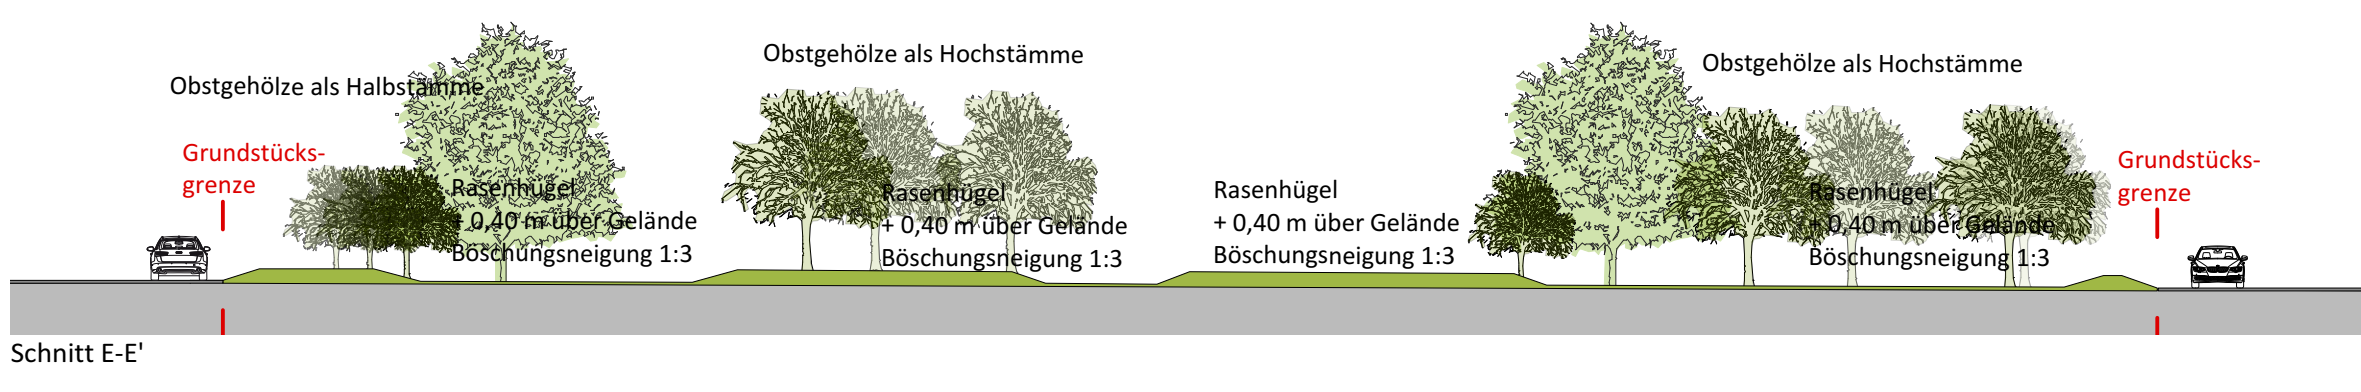 Obstgehölze als Halbstämme
Obstgehölze als Hochstämme
Obstgehölze als Hochstämme
Grundstücks-
grenze
Rasenhügel
+ 0,40 m über Gelände
Böschungsneigung 1:3
Rasenhügel
+ 0,40 m über Gelände
Böschungsneigung 1:3
Rasenhügel
+ 0,40 m über Gelände
Böschungsneigung 1:3
Rasenhügel
+ 0,40 m über Gelände
Böschungsneigung 1:3
Grundstücks-
grenze
Schnitt E-E'